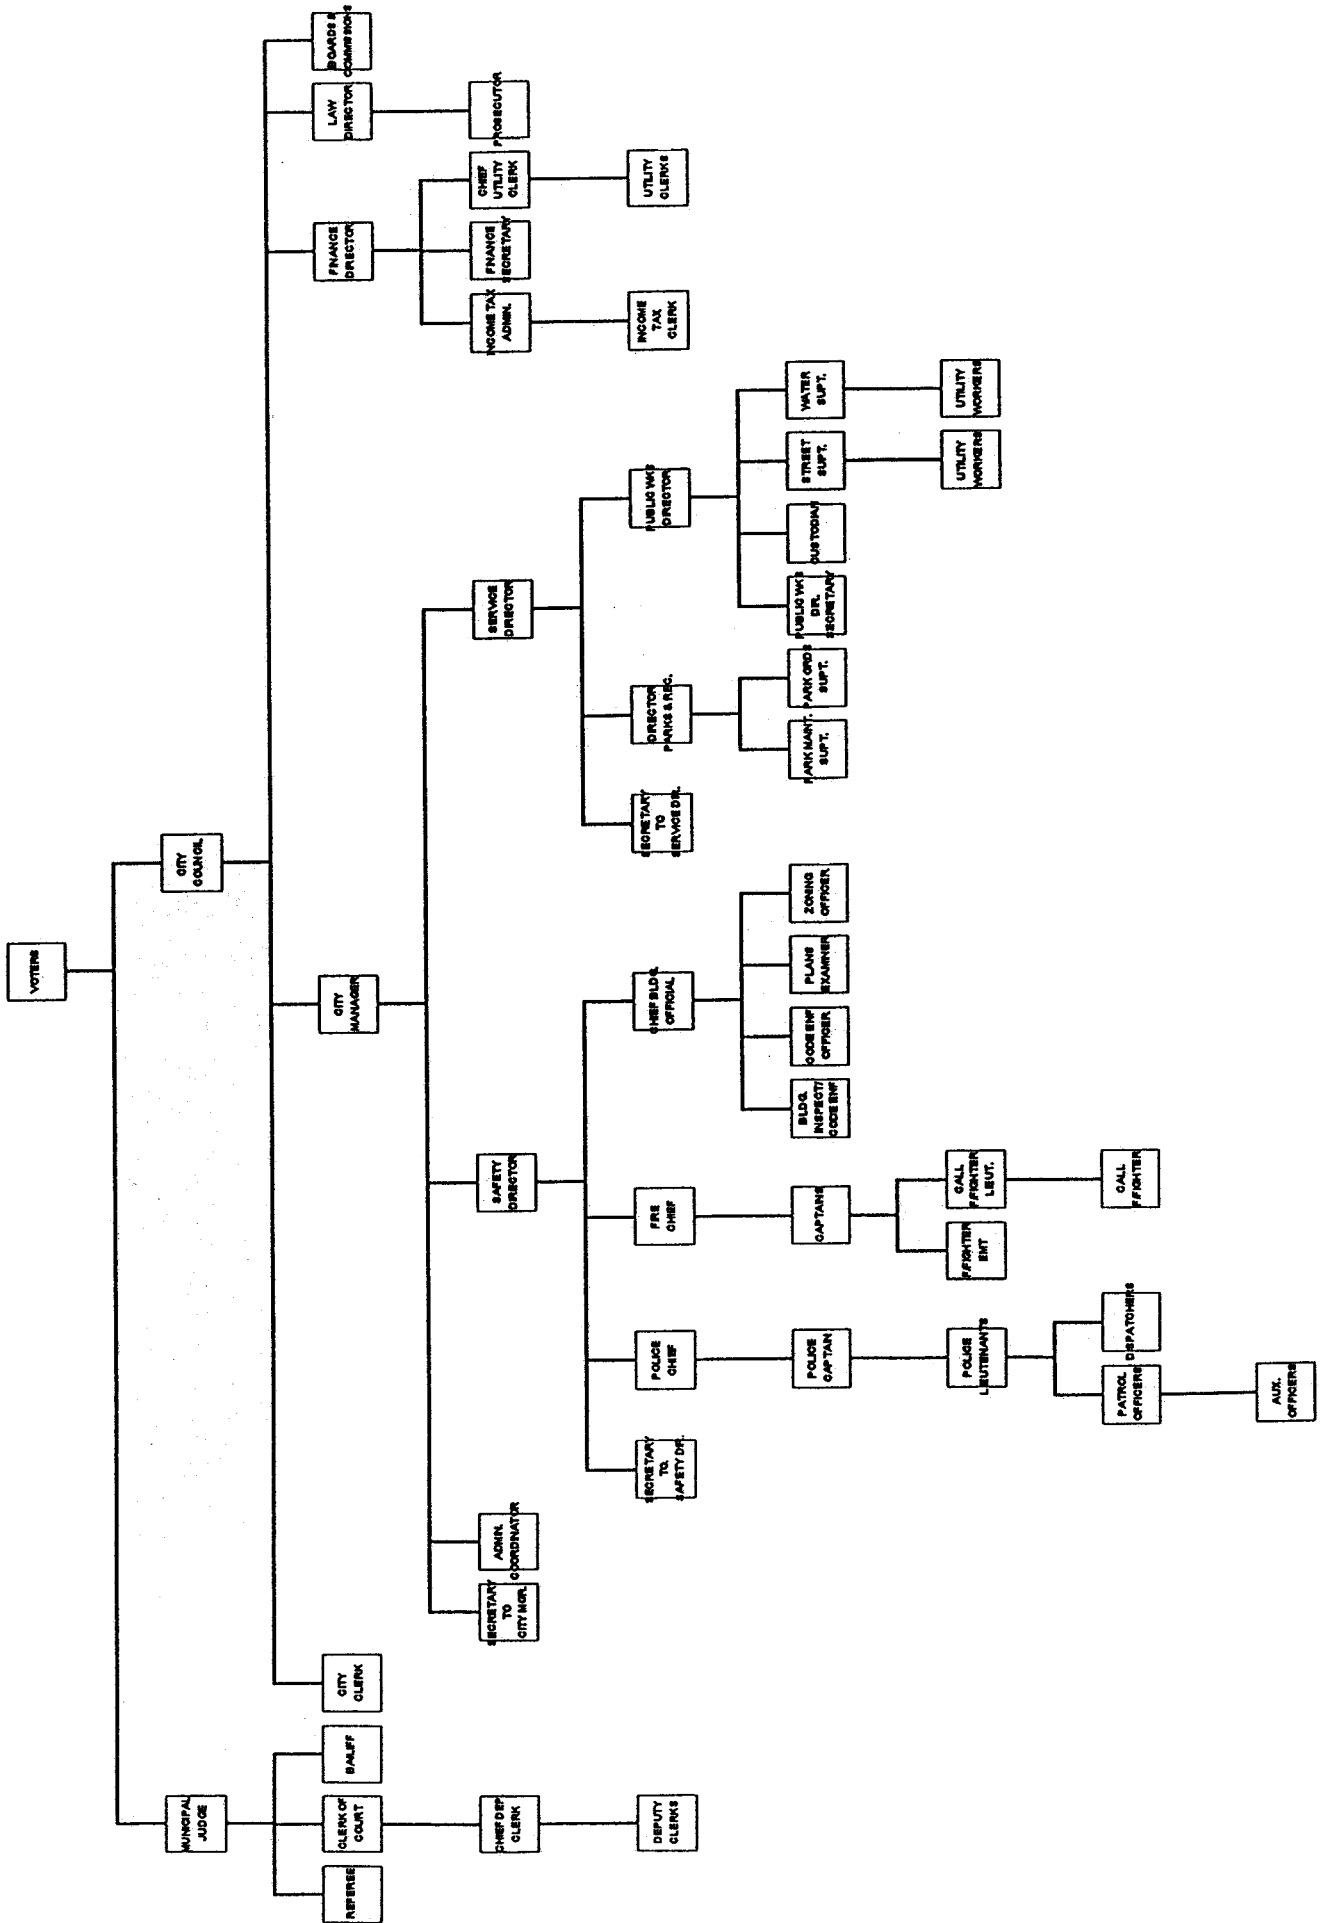 VOTERS
MUNICIPAL
JUDGE
CITY
COUNCIL
REFEREE
CLERK OF
COURT
BAILIFF
CITY
CLERK
CITY
MANAGER
FINANCE
DIRECTOR
LAW
DIRECTOR
BOARDS &
COMMISSIONS
CHIEF DEP.
CLERK
SECRETARY
TO
CITY MGR.
ADMIN.
COORDINATOR
SAFETY
DIRECTOR
SERVICE
DIRECTOR
INCOME TAX
ADMIN.
FINANCE
SECRETARY
CHIEF
UTILITY
CLERK
PROSECUTOR
DEPUTY
CLERKS
SECRETARY
TO.
SAFETY DIR.
POLICE
CHIEF
FIRE
CHIEF
CHIEF BLDG.
OFFICIAL
SECRETARY
TO
SERVICE DIR.
DIRECTOR
PARKS & REC.
PUBLIC WKS
DIRECTOR
INCOME
TAX
CLERK
UTILITY
CLERKS
POLICE
CAPTAIN
CAPTAINS
BLDG.
INSPECT/
CODE ENF
CODE ENF
OFFICER
PLANS
EXAMINER
ZONING
OFFICER
PARK MAINT.
SUPT.
PARK GRDS
SUPT.
PUBLIC WKS
DIR.
SECRETARY
CUSTODIAN
STREET
SUPT.
WATER
SUPT.
POLICE
LIEUTENANTS
F/FIGHTER
EMT
CALL
F/FIGHTER
LIEUT.
UTILITY
WORKERS
UTILITY
WORKERS
PATROL
OFFICERS
DISPATCHERS
CALL
F/FIGHTER
AUX.
OFFICERS